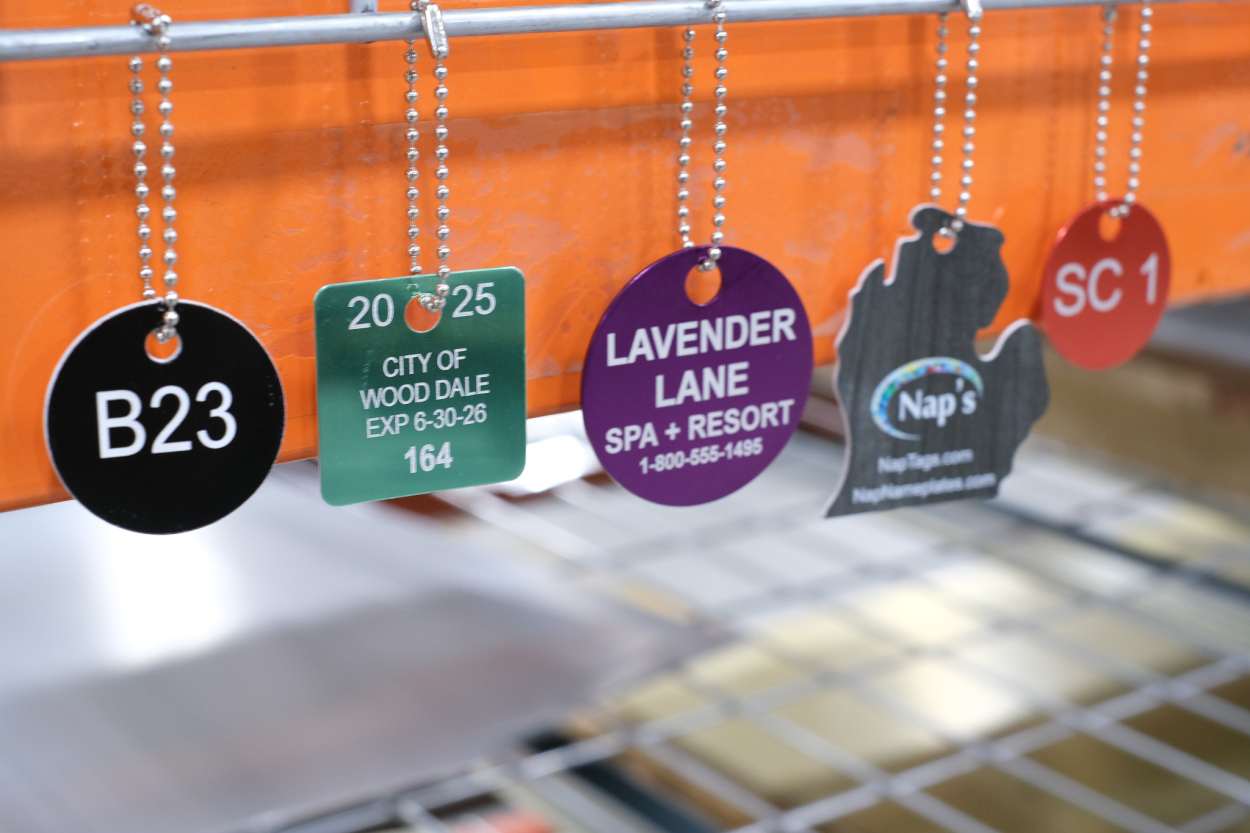 B23
20 25
CITY OF
WOOD DALE
EXP 6-30-26
164
LAVENDER
LANE
SPA + RESORT
1-800-555-1495
Nap's
NapTags.com
NapNameplates.com
SC 1